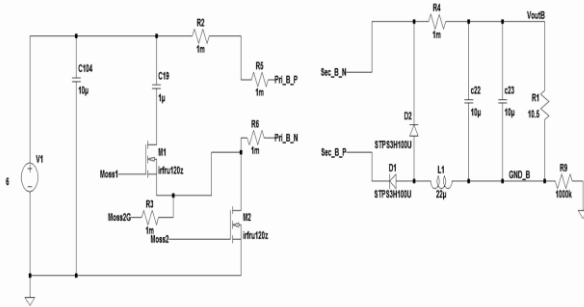 R2
1m
C104
10µ
C19
1µ
R5
1m
Pri_B_P
R6
1m
Pri_B_N
V1
6
M1
irfru120z
Moss1
R3
Moss2G
1m
M2
Moss2
irfru120z
R4
1m
VoutB
Sec_B_N
c22
10µ
c23
10µ
R1
10.5
D2
STPS3H100U
Sec_B_P
D1
STPS3H100U
L1
22µ
GND_B
R9
1000k